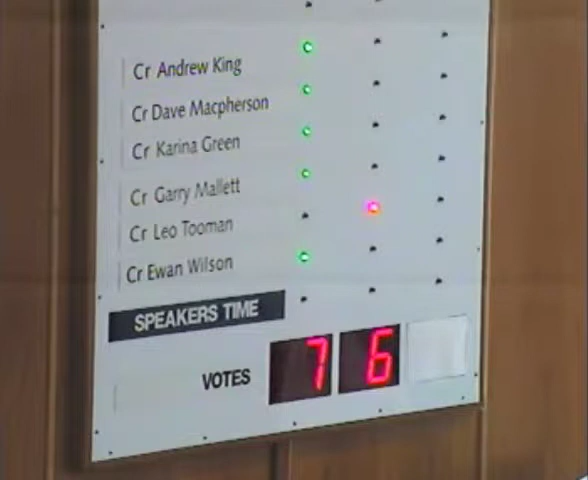 Cr Andrew King
Cr Dave Macpherson
Cr Karina Green
Cr Garry Mallett
Cr Leo Tooman
Cr Ewan Wilson
SPEAKERS TIME
VOTES 7 6